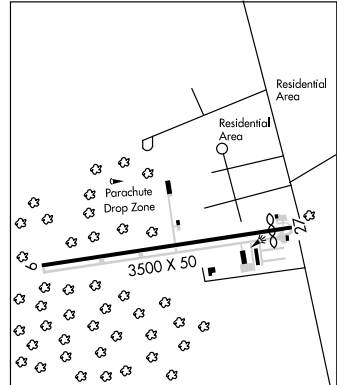 Residential
Area
Residential
Area
Parachute
Drop Zone
27
9
3500 X 50